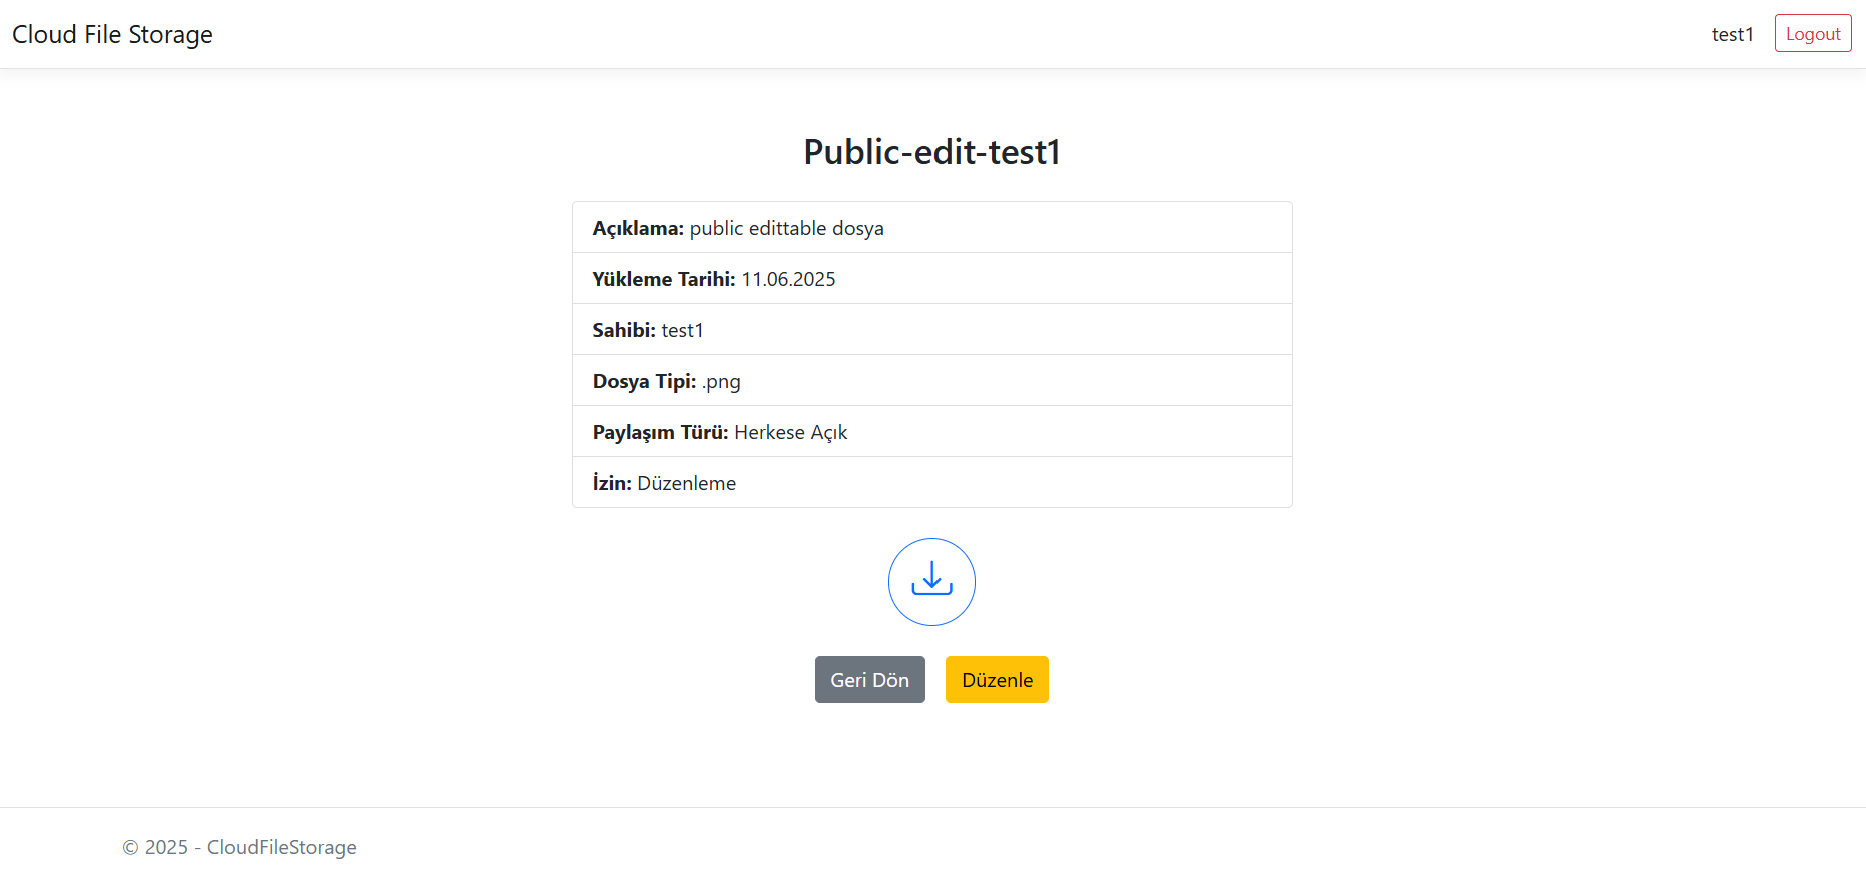 Cloud File Storage
test1
Logout
Public-edit-test1
Açıklama: public edittable dosya
Yükleme Tarihi: 11.06.2025
Sahibi: test1
Dosya Tipi: .png
Paylaşım Türü: Herkese Açık
İzin: Düzenleme
Geri Dön
Düzenle
© 2025 - CloudFileStorage